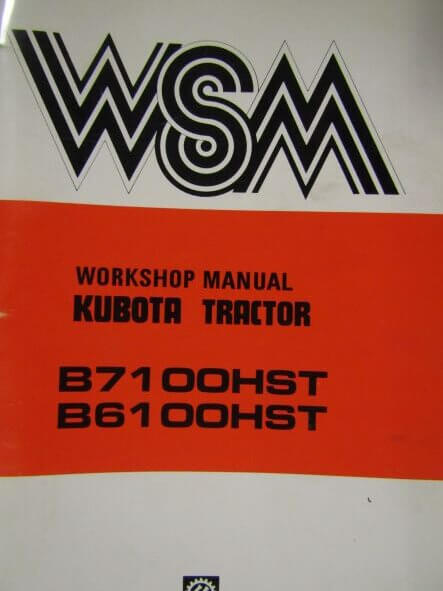 WSM
WORKSHOP MANUAL
KUBOTA TRACTOR
B7100HST
B6100HST